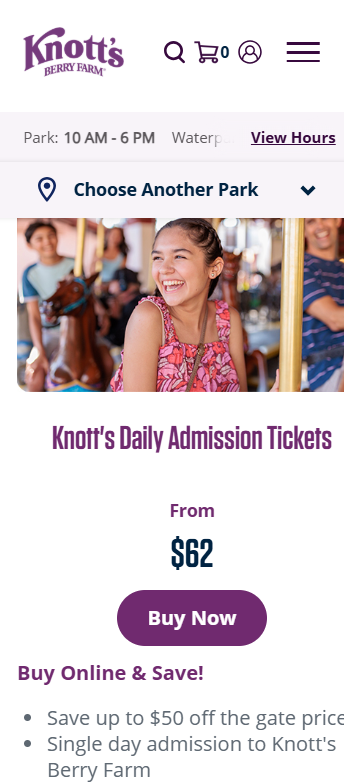 Knott's
BERRY FARM
0
Park: 10 AM - 6 PM Waterp... View Hours
Choose Another Park
Knott's Daily Admission Tickets
From
$62
Buy Now
Buy Online & Save!
Save up to $50 off the gate price
Single day admission to Knott's
Berry Farm